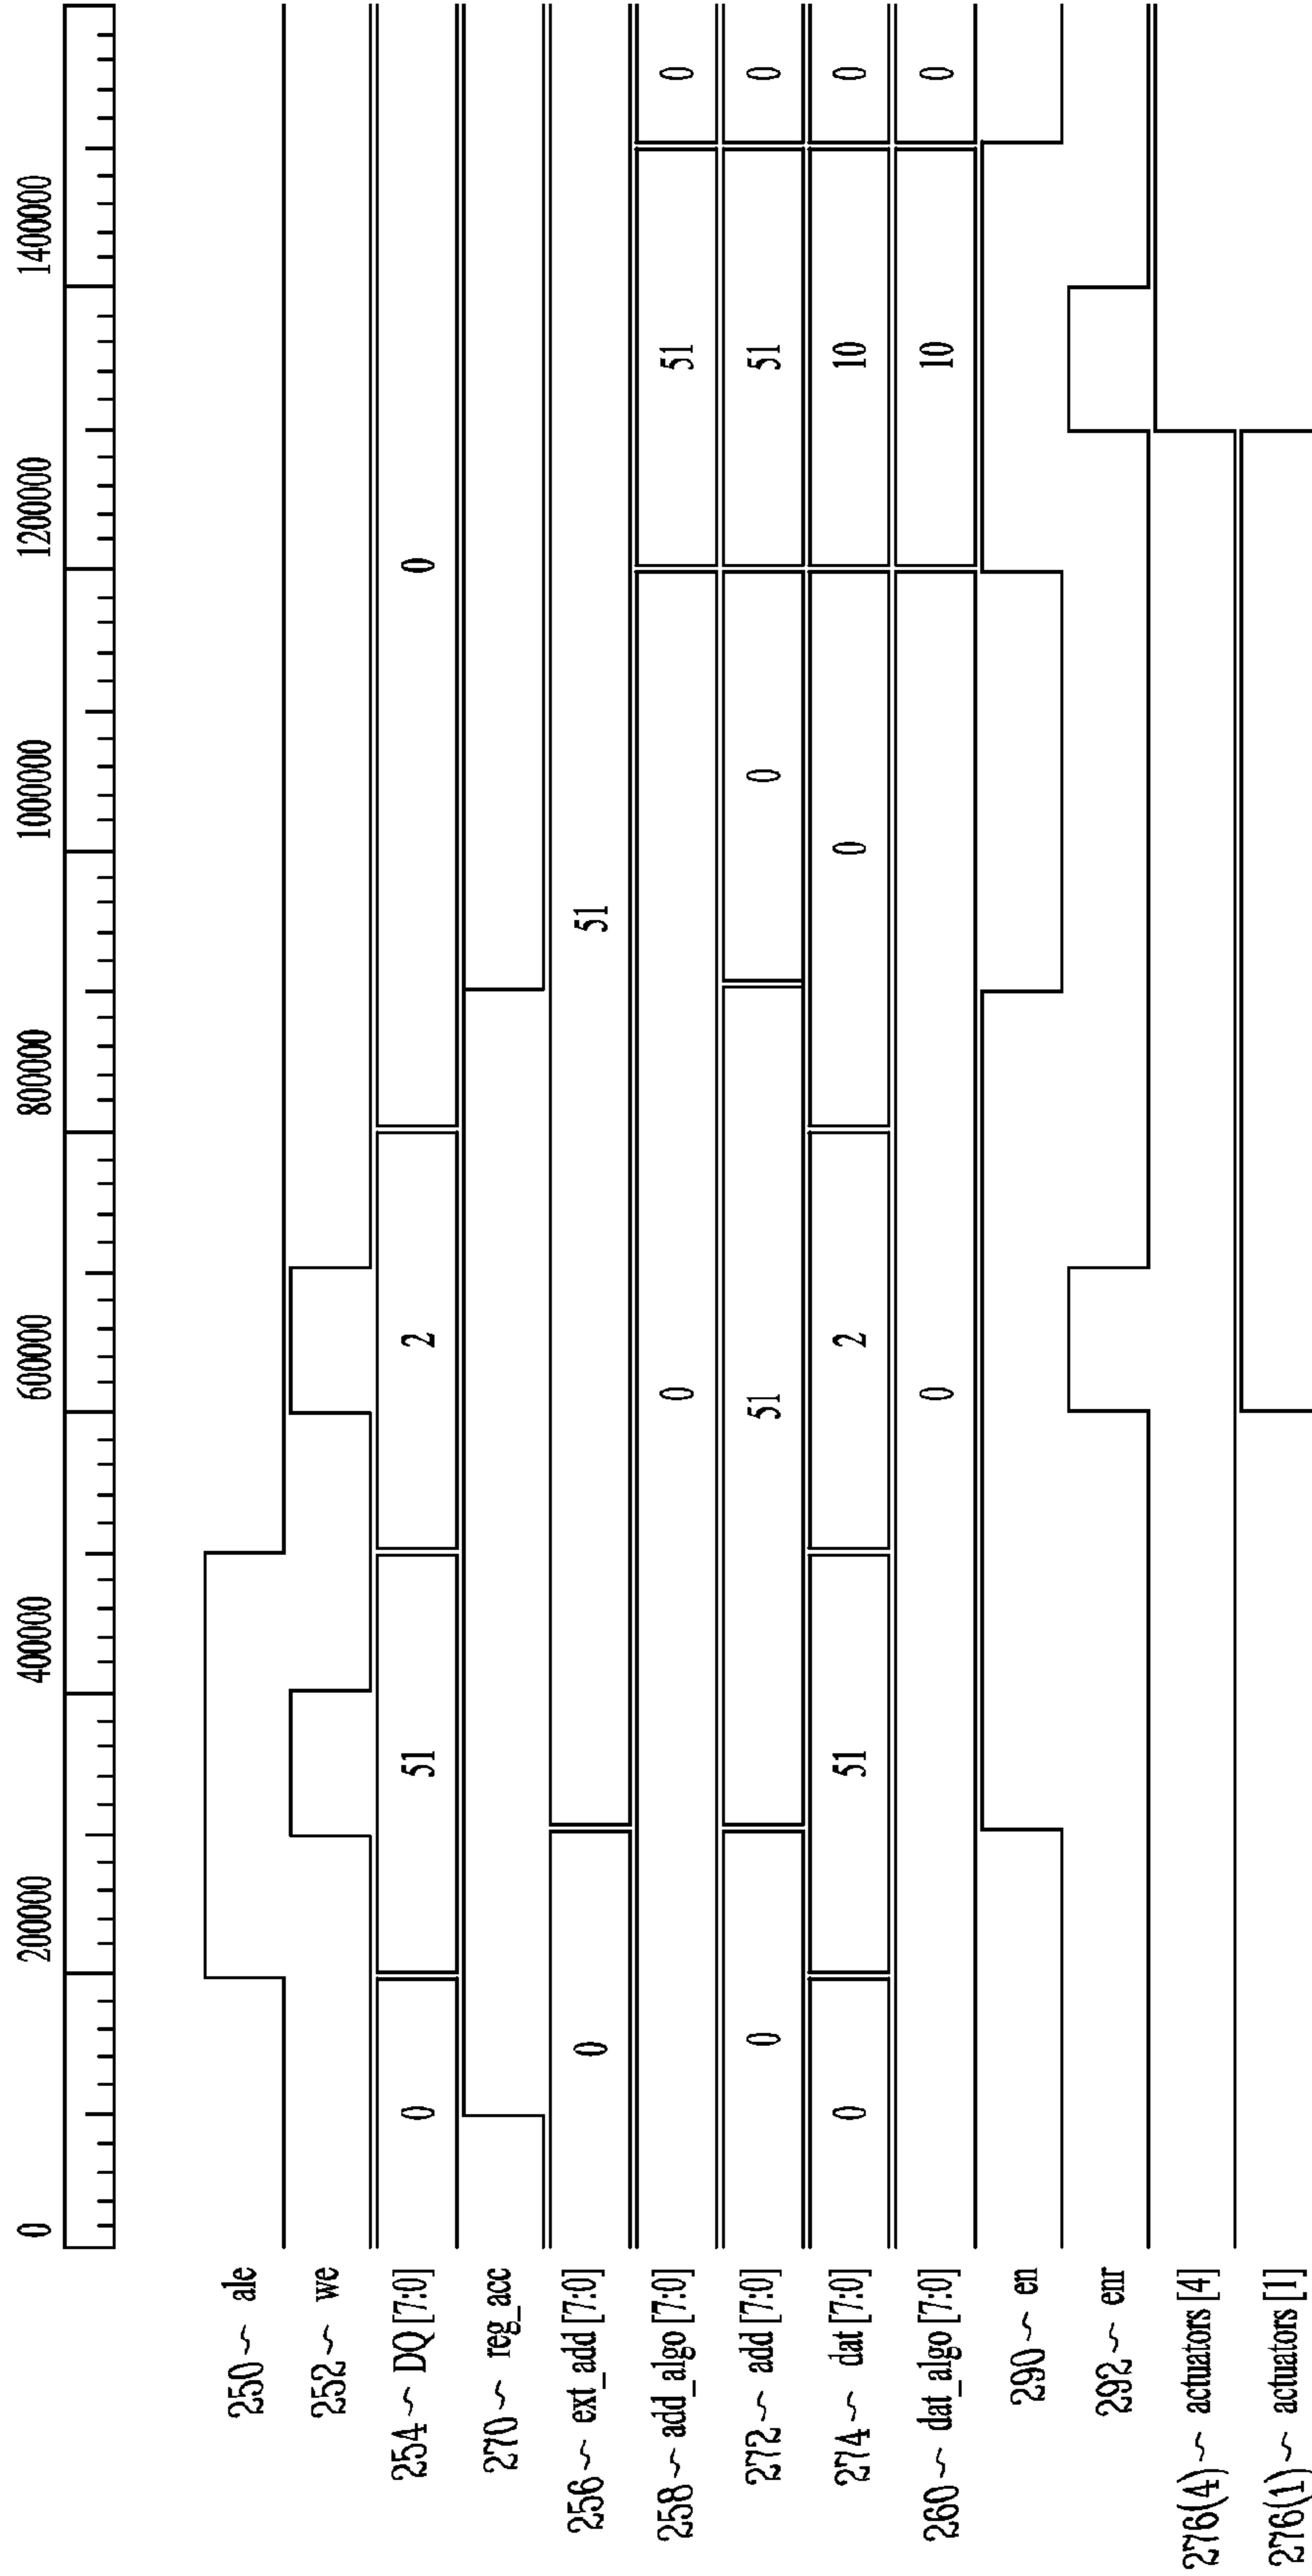 0 200000 400000 600000 800000 1000000 1200000 1400000
250~ ale
252~ we
254~ DQ [7:0] 0 51 2 0
270~ reg_acc
256~ ext_add [7:0] 0 51
258~ add_algo [7:0] 0 51 0
272~ add [7:0] 0 51 0 51 0
274~ dat [7:0] 0 51 2 0 10 0
260~ dat_algo [7:0] 0 10 0
290~ en
292~ enr
276(4)~ actuators [4]
276(1)~ actuators [1]